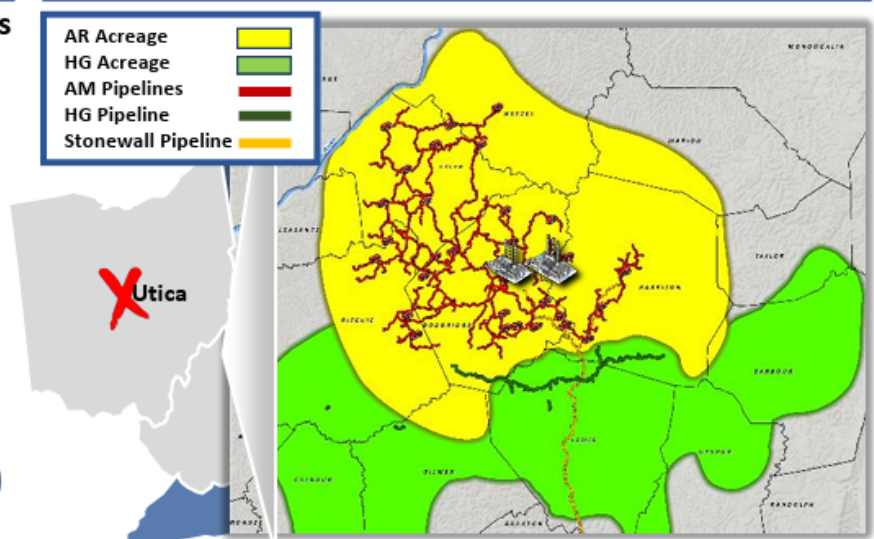 s
AR Acreage
HG Acreage
AM Pipelines
HG Pipeline
Stonewall Pipeline
Utica
MONONGALIA
WETZEL
MARION
TYLER
PLEASANTS
TAYLOR
HARRISON
RITCHIE
DODDRIDGE
BARBOUR
LEWIS
UPSHUR
GILMER
CALHOUN
RANDOLPH
BRAXTON